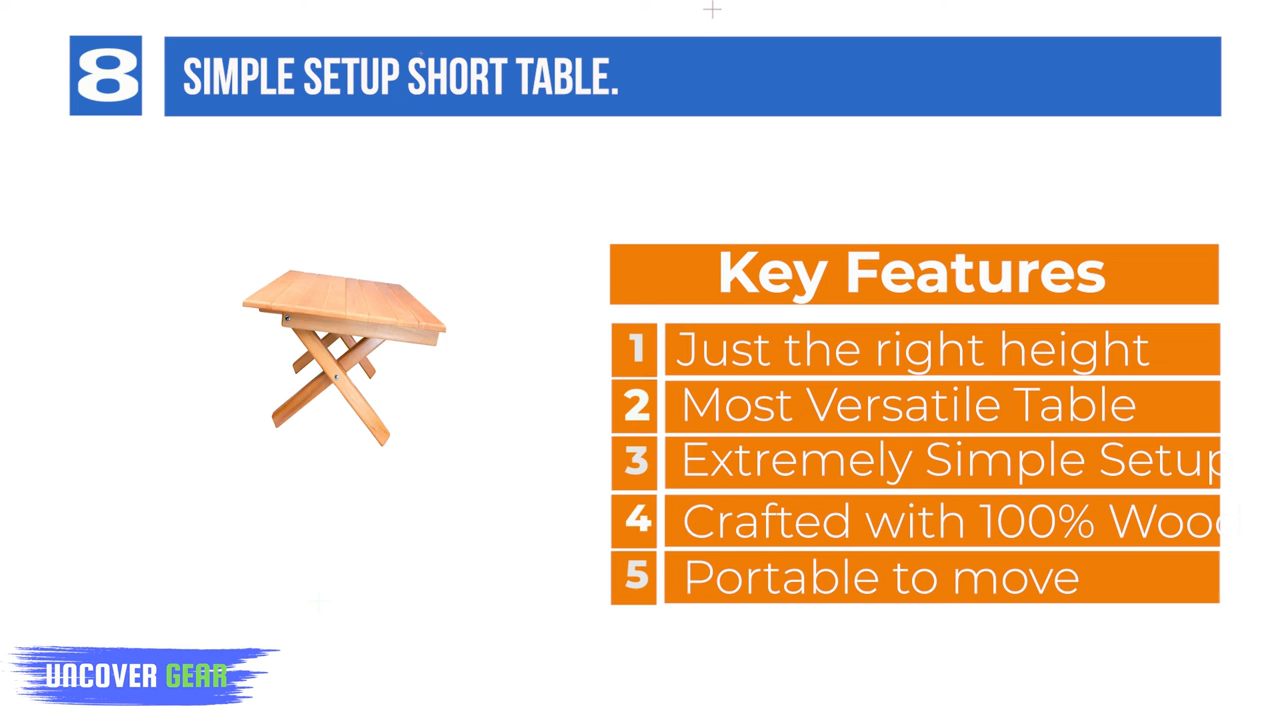 8
SIMPLE SETUP SHORT TABLE.
Key Features
1 Just the right height
2 Most Versatile Table
3 Extremely Simple Setup
4 Crafted with 100% Wood
5 Portable to move
UNCOVER GEAR